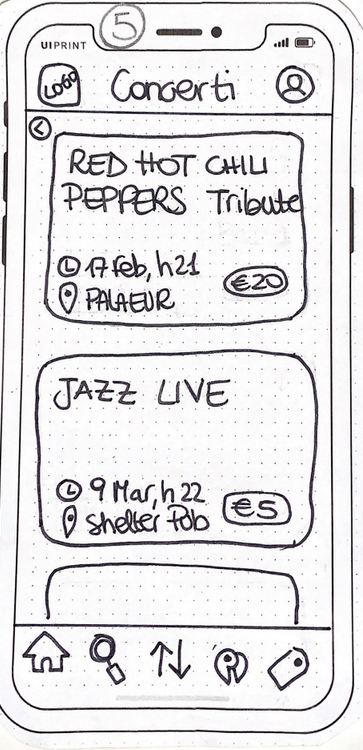 5
UIPRINT
LOGO
Concerti
RED HOT CHILI
PEPPERS Tribute
17 Feb, h21
PALAEUR
€20
JAZZ LIVE
9 Mar, h 22
Shelter Pub
€5